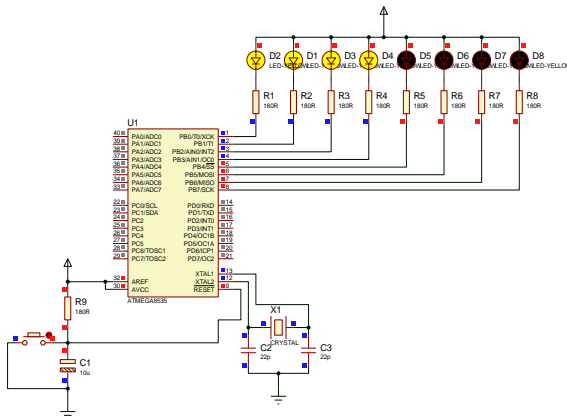 D2 D1 D3 D4 D5 D6 D7 D8
LED-YELLOW
R1 R2 R3 R4 R5 R6 R7 R8
180R 180R 180R 180R 180R 180R 180R 180R
U1
40 PA0/ADC0 PB0/T0/XCK 1
39 PA1/ADC1 PB1/T1 2
38 PA2/ADC2 PB2/AIN0/INT2 3
37 PA3/ADC3 PB3/AIN1/OC0 4
36 PA4/ADC4 PB4/SS 5
35 PA5/ADC5 PB5/MOSI 6
34 PA6/ADC6 PB6/MISO 7
33 PA7/ADC7 PB7/SCK 8
22 PC0/SCL PD0/RXD 14
23 PC1/SDA PD1/TXD 15
24 PC2 PD2/INT0 16
25 PC3 PD3/INT1 17
26 PC4 PD4/OC1B 18
27 PC5 PD5/OC1A 19
28 PC6/TOSC1 PD6/ICP1 20
29 PC7/TOSC2 PD7/OC2 21
XTAL1 13
32 AREF XTAL2 12
30 AVCC RESET 9
ATMEGA8535
R9
180R
X1
CRYSTAL
C2
22p
C3
22p
C1
10u